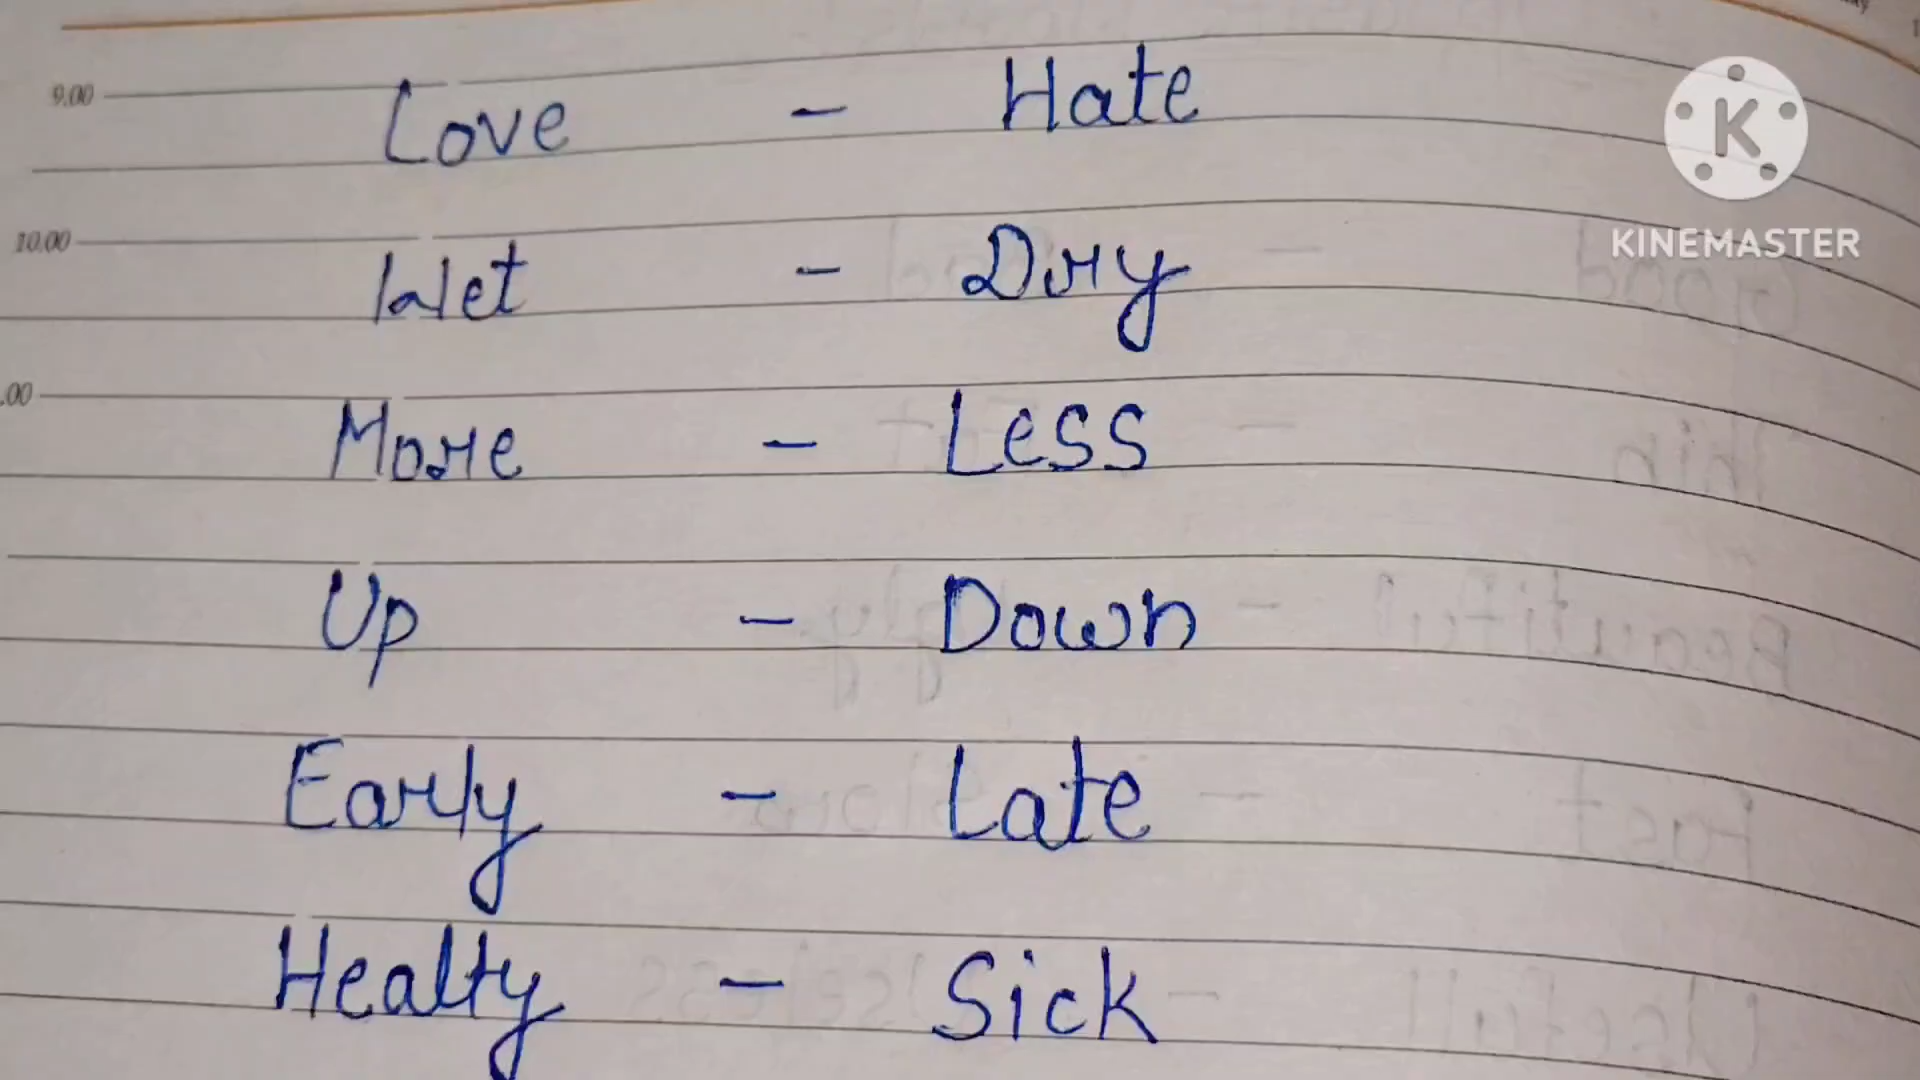 9.00
Love - Hate
KINEMASTER
10.00
Wet - Dry
.00
More - Less
Up - Down
Early - Late
Healty - Sick